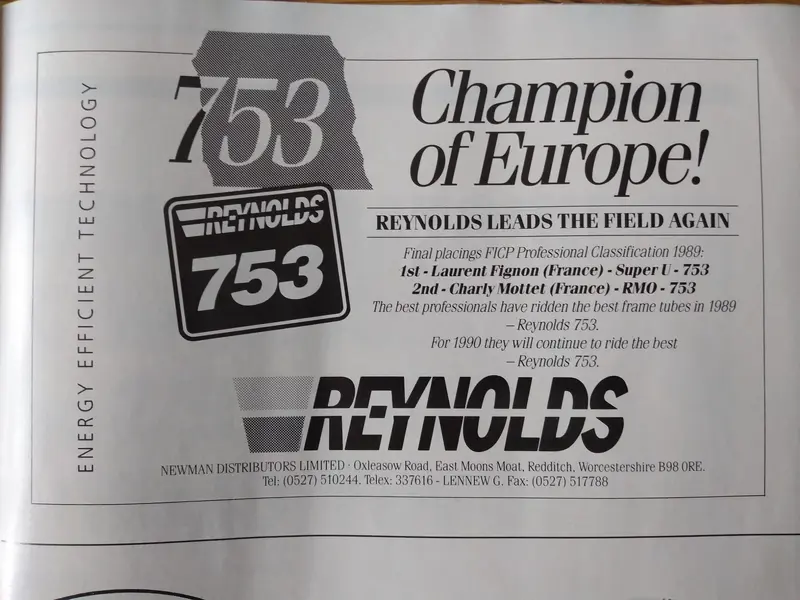 ENERGY EFFICIENT TECHNOLOGY
753
REYNOLDS
753
Champion
of Europe!
REYNOLDS LEADS THE FIELD AGAIN
Final placings FICP Professional Classification 1989:
1st - Laurent Fignon (France) - Super U - 753
2nd - Charly Mottet (France) - RMO - 753
The best professionals have ridden the best frame tubes in 1989
– Reynolds 753.
For 1990 they will continue to ride the best
– Reynolds 753.
REYNOLDS
NEWMAN DISTRIBUTORS LIMITED · Oxleasow Road, East Moons Moat, Redditch, Worcestershire B98 0RE.
Tel: (0527) 510244. Telex: 337616 - LENNEW G. Fax: (0527) 517788